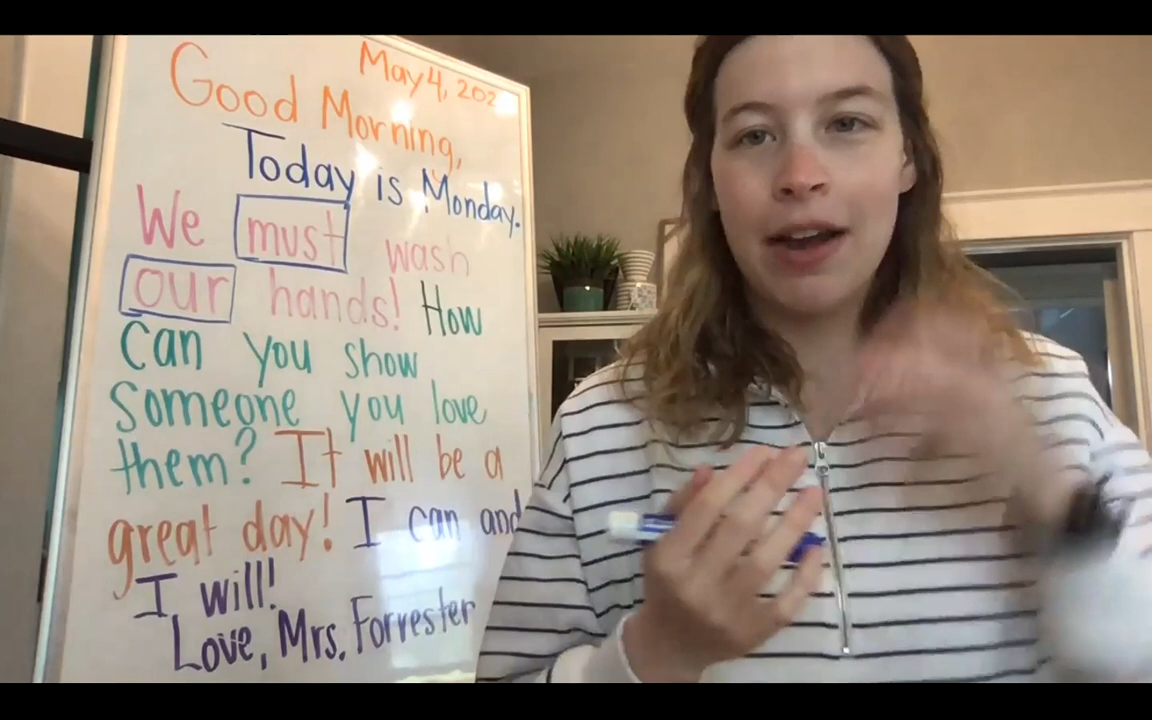 May 4, 202
Good Morning,
Today is Monday.
We must wash
our hands! How
can you show
someone you love
them? It will be a
great day! I can and
I will!
Love, Mrs. Forrester